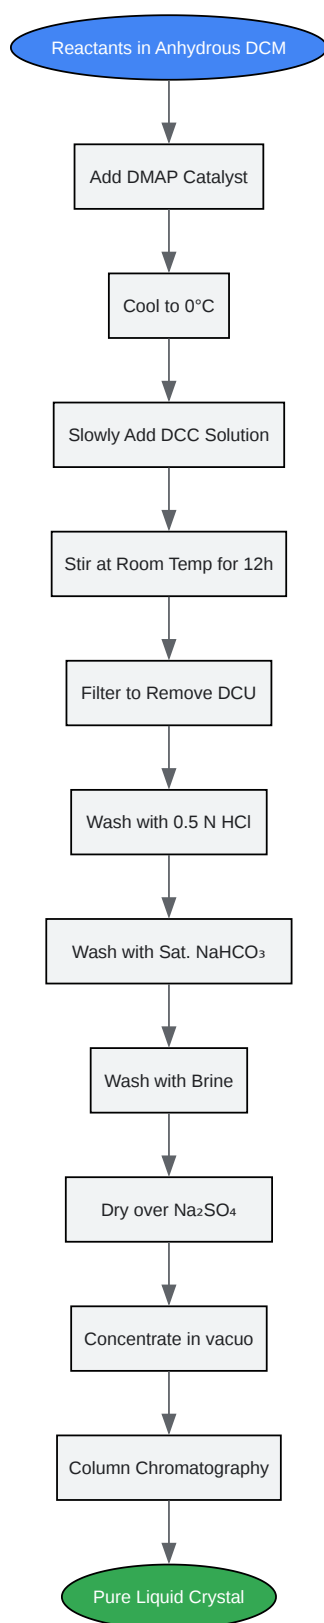 Reactants in Anhydrous DCM
Add DMAP Catalyst
Cool to 0°C
Slowly Add DCC Solution
Stir at Room Temp for 12h
Filter to Remove DCU
Wash with 0.5 N HCl
Wash with Sat. NaHCO₃
Wash with Brine
Dry over Na₂SO₄
Concentrate in vacuo
Column Chromatography
Pure Liquid Crystal